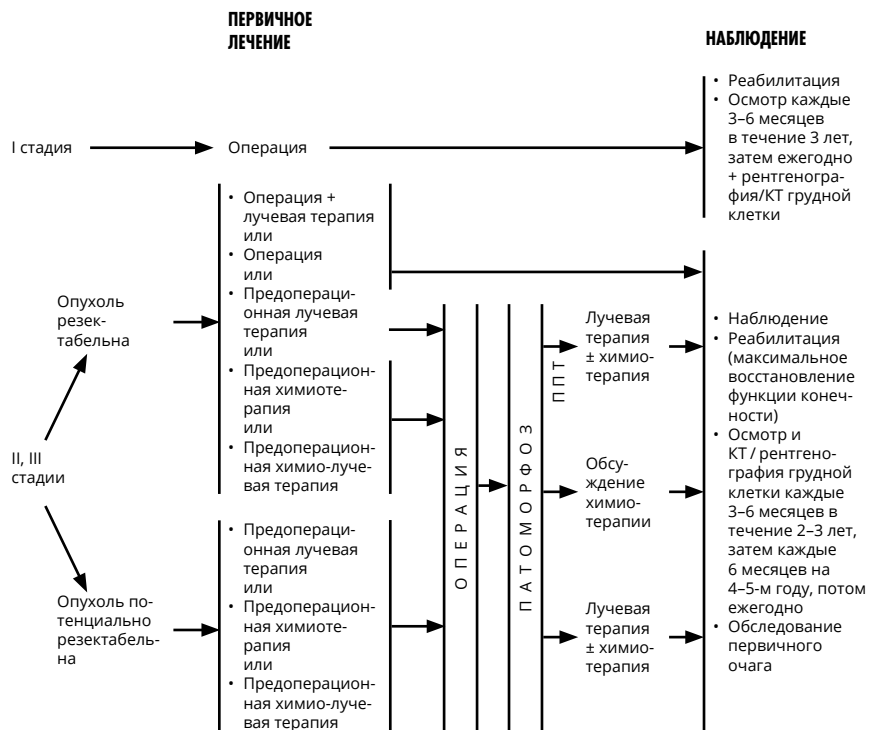 ПЕРВИЧНОЕ
ЛЕЧЕНИЕ
НАБЛЮДЕНИЕ
I стадия
Операция
• Реабилитация
• Осмотр каждые
3–6 месяцев
в течение 3 лет,
затем ежегодно
+ рентгеногра-
фия/КТ грудной
клетки
II, III
стадии
Опухоль
резек-
табельна
• Операция +
лучевая терапия
или
• Операция
или
• Предопераци-
онная лучевая
терапия
или
• Предоперацион-
ная химиоте-
рапия
или
• Предоперацион-
ная химио-луче-
вая терапия
Опухоль по-
тенциально
резектабель-
на
• Предопераци-
онная лучевая
терапия
или
• Предоперацион-
ная химиоте-
рапия
или
• Предоперацион-
ная химио-луче-
вая терапия
ОПЕРАЦИЯ
ПАТОМОРФОЗ
ППТ
Лучевая
терапия
± химио-
терапия
Обсу-
ждение
химио-
терапии
Лучевая
терапия
± химио-
терапия
• Наблюдение
• Реабилитация
(максимальное
восстановление
функции конеч-
ности)
• Осмотр и
КТ / рентгено-
графия грудной
клетки каждые
3–6 месяцев в
течение 2–3 лет,
затем каждые
6 месяцев на
4–5-м году, потом
ежегодно
• Обследование
первичного
очага